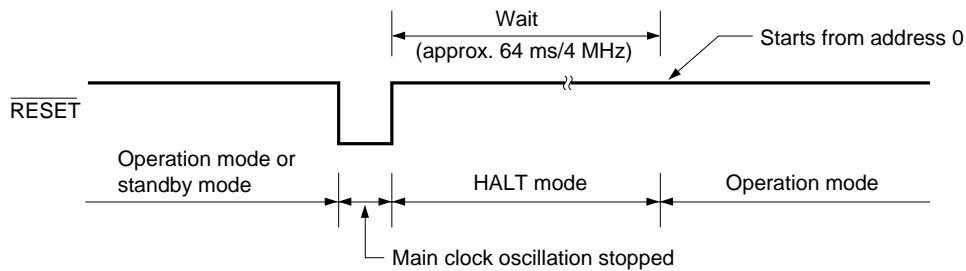 Wait
(approx. 64 ms/4 MHz)
Starts from address 0
RESET
Operation mode or
standby mode
HALT mode
Operation mode
Main clock oscillation stopped